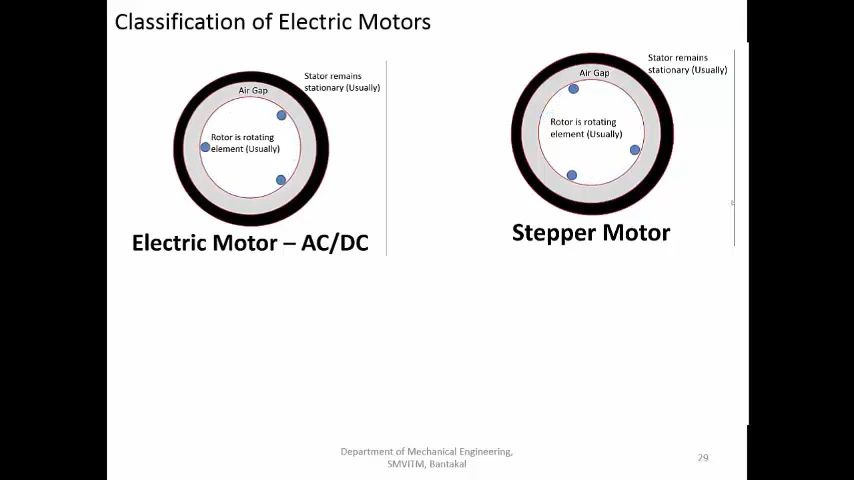 Classification of Electric Motors
Stator remains
stationary (Usually)
Air Gap
Rotor is rotating
element (Usually)
Electric Motor – AC/DC
Stator remains
stationary (Usually)
Air Gap
Rotor is rotating
element (Usually)
Stepper Motor
Department of Mechanical Engineering,
SMVITM, Bantakal
29